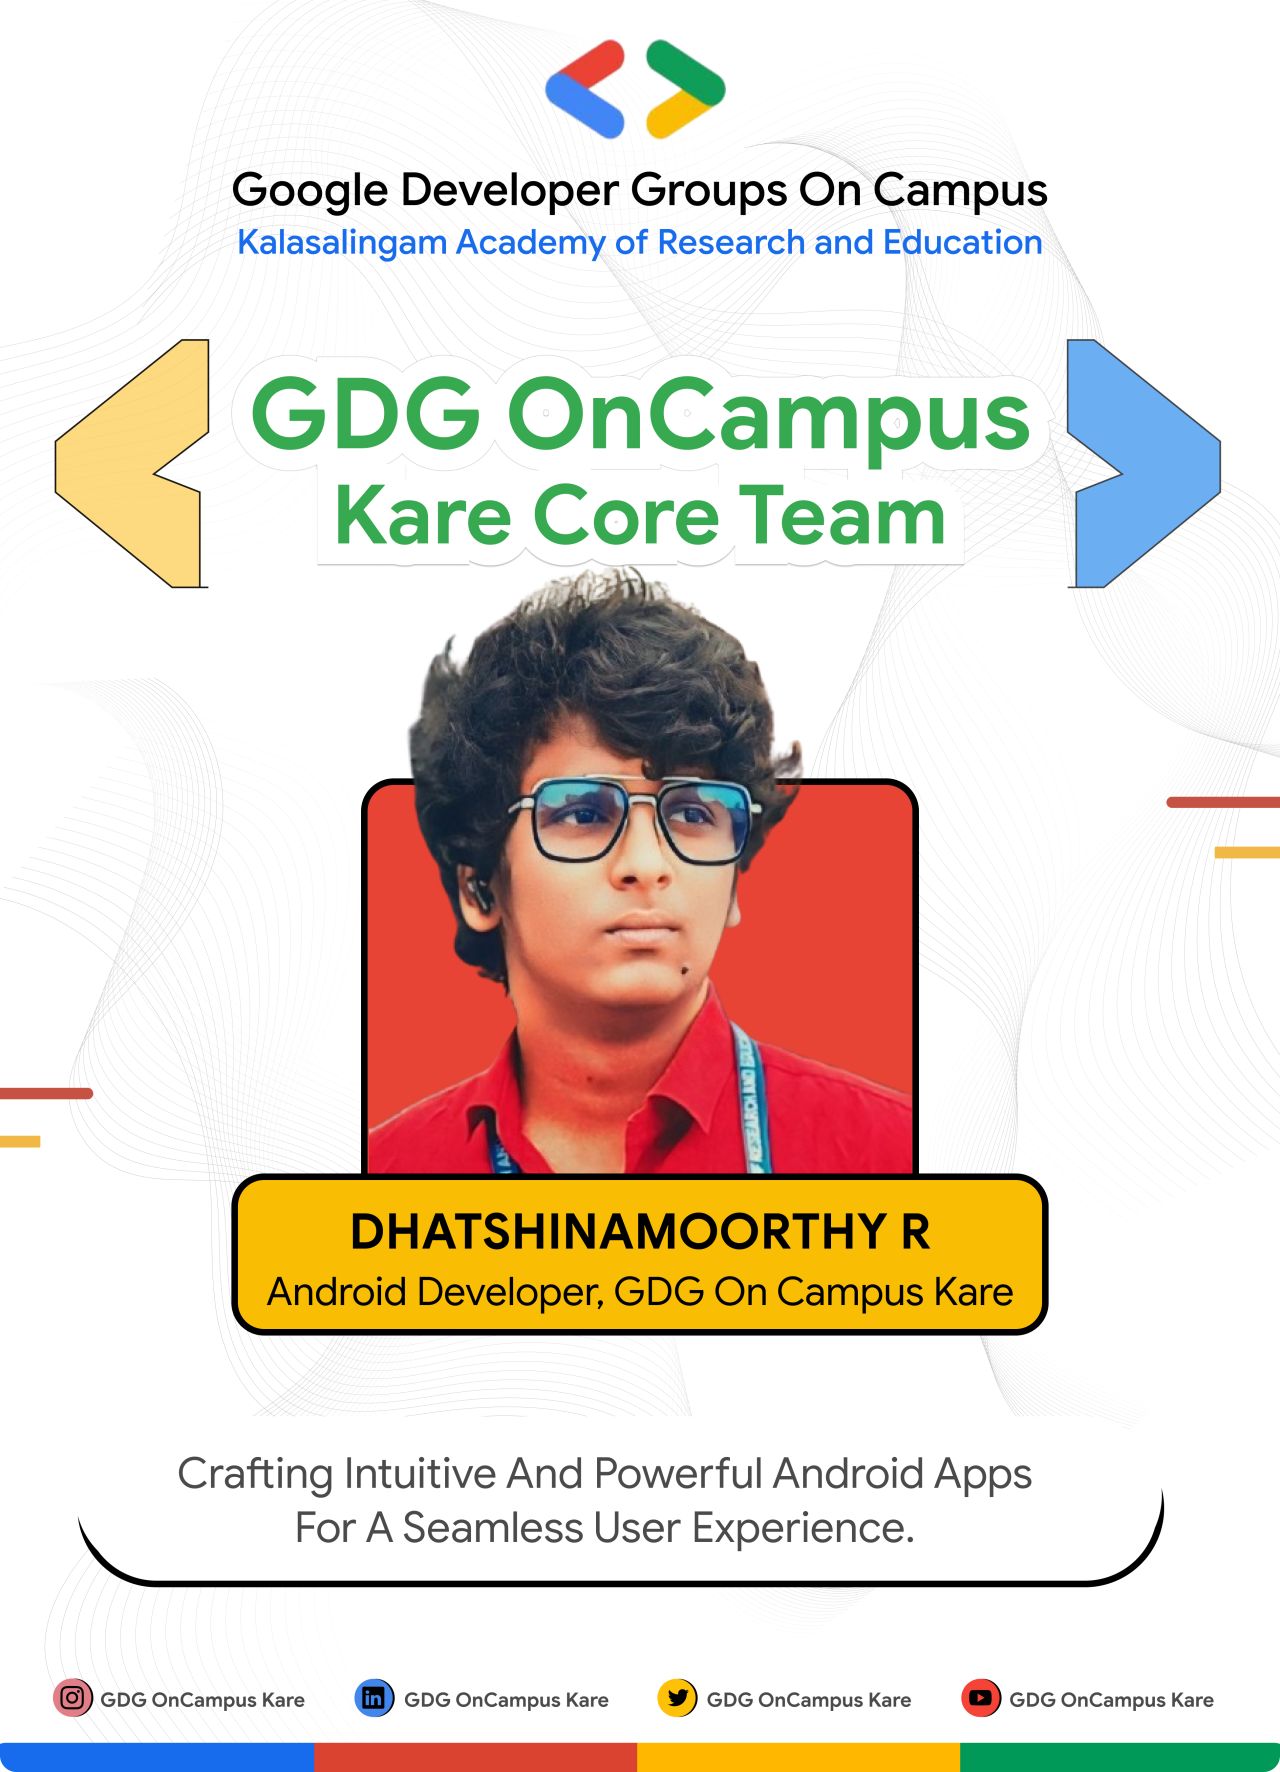 Google Developer Groups On Campus
Kalasalingam Academy of Research and Education
GDG OnCampus
Kare Core Team
RESEARCH AND
DHATSHINAMOORTHY R
Android Developer, GDG On Campus Kare
Crafting Intuitive And Powerful Android Apps
For A Seamless User Experience.
GDG OnCampus Kare
GDG OnCampus Kare
GDG OnCampus Kare
GDG OnCampus Kare